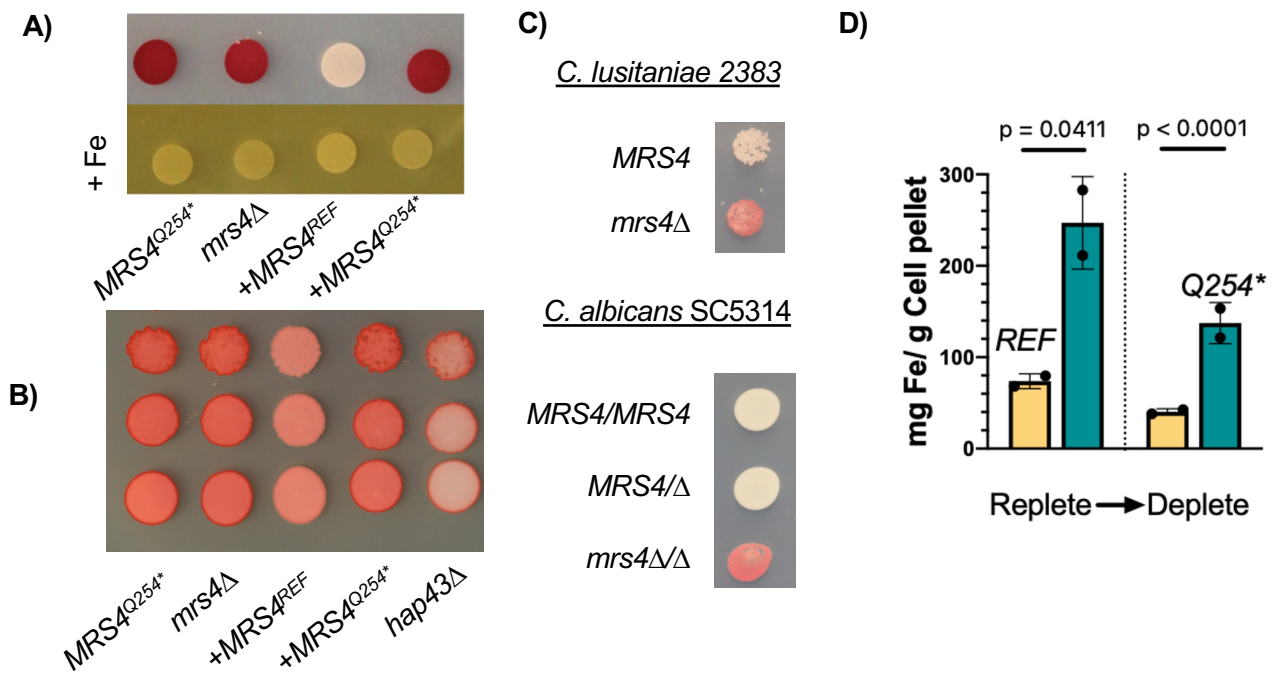 A)
+ Fe
MRS4Q254*
mrs4Δ
+MRS4REF
+MRS4Q254*
B)
MRS4Q254*
mrs4Δ
+MRS4REF
+MRS4Q254*
hap43Δ
C)
C. lusitaniae 2383
MRS4
mrs4Δ
C. albicans SC5314
MRS4/MRS4
MRS4/Δ
mrs4Δ/Δ
D)
p = 0.0411
p < 0.0001
mg Fe/ g Cell pellet
300
200
100
0
REF
Q254*
Replete → Deplete